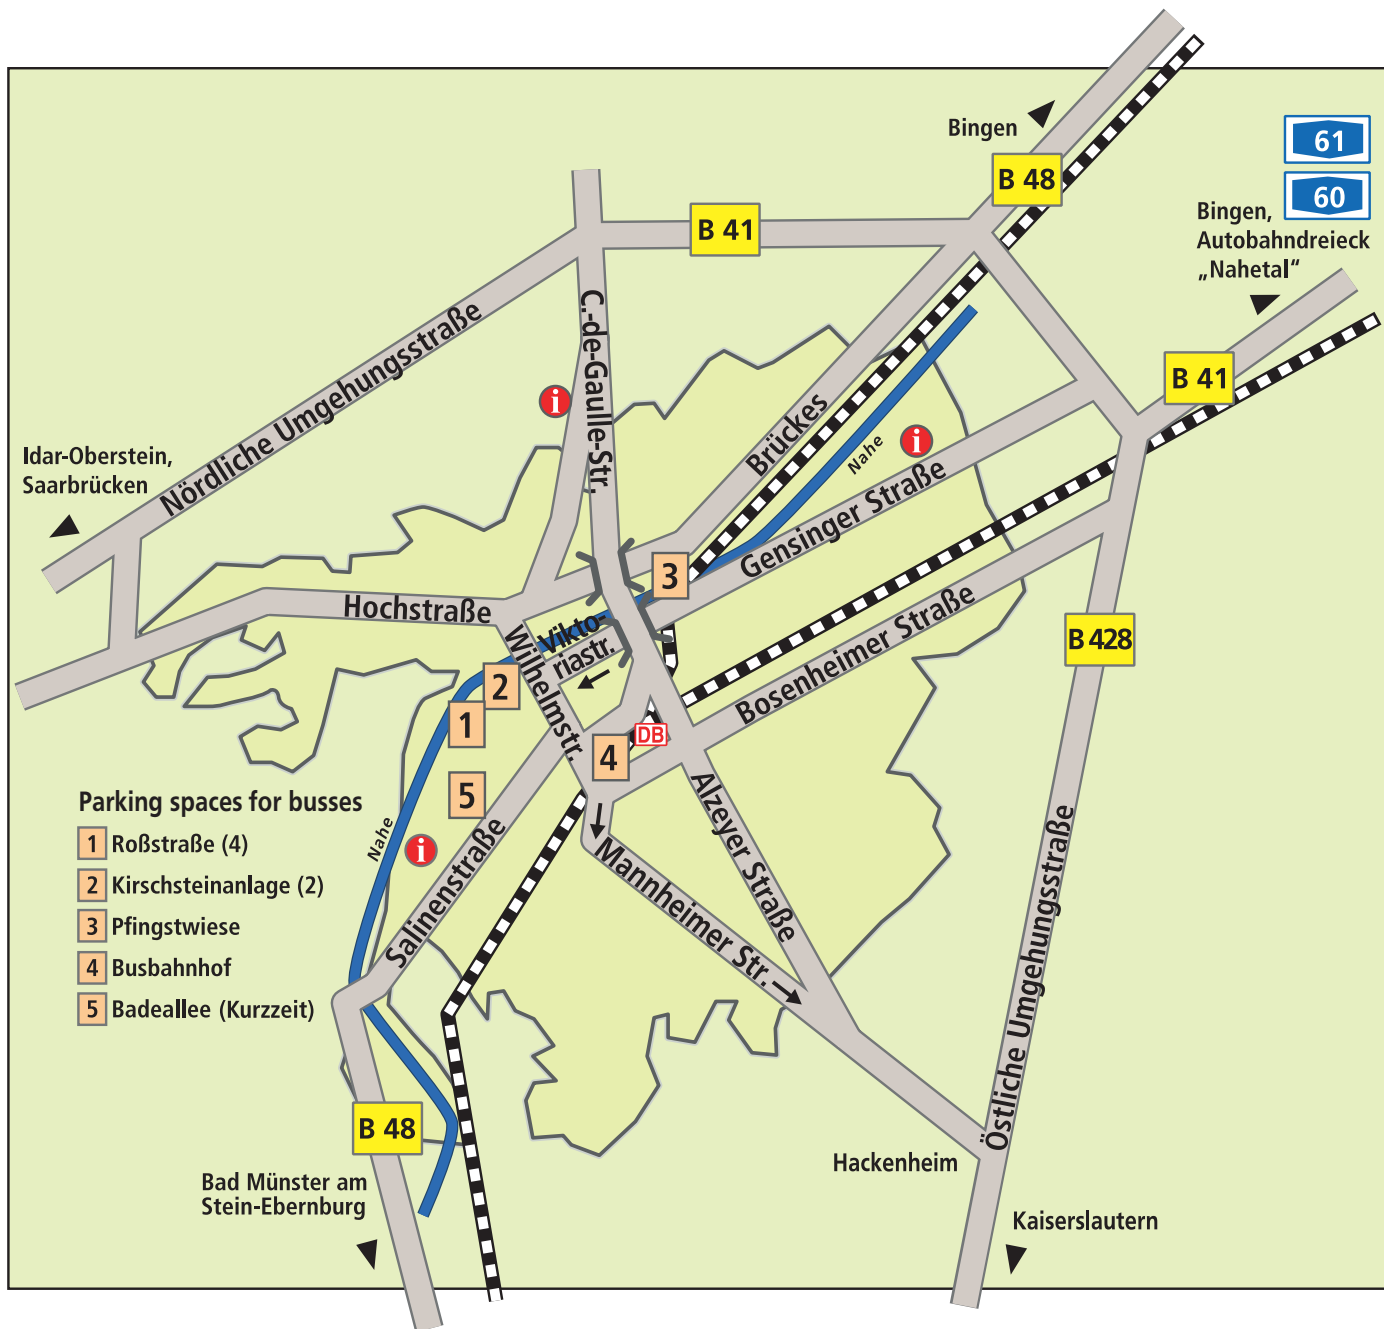 Bingen
61
60
B 48
Bingen,
Autobahndreieck
„Nahetal“
B 41
C.-de-Gaulle-Str.
Nördliche Umgehungsstraße
i
B 41
Brückes
Nahe
i
Idar-Oberstein,
Saarbrücken
Gensinger Straße
3
Hochstraße
Vikto-
riastr.
Wilhelmstr.
Bosenheimer Straße
B 428
2
1
DB
4
5
Alzeyer Straße
Parking spaces for busses
1 Roßstraße (4)
2 Kirschsteinanlage (2)
3 Pfingstwiese
4 Busbahnhof
5 Badeallee (Kurzzeit)
Nahe
i
Salinenstraße
Mannheimer Str.
Östliche Umgehungsstraße
B 48
Hackenheim
Bad Münster am
Stein-Ebernburg
Kaiserslautern